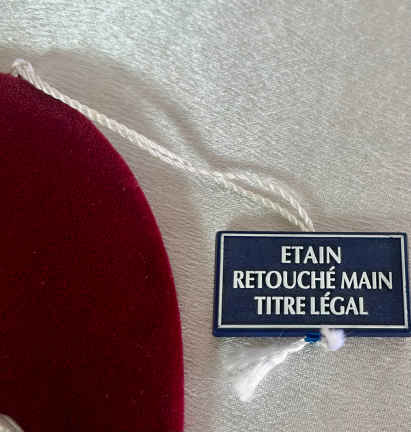 ETAIN
RETOUCHÉ MAIN
TITRE LÉGAL